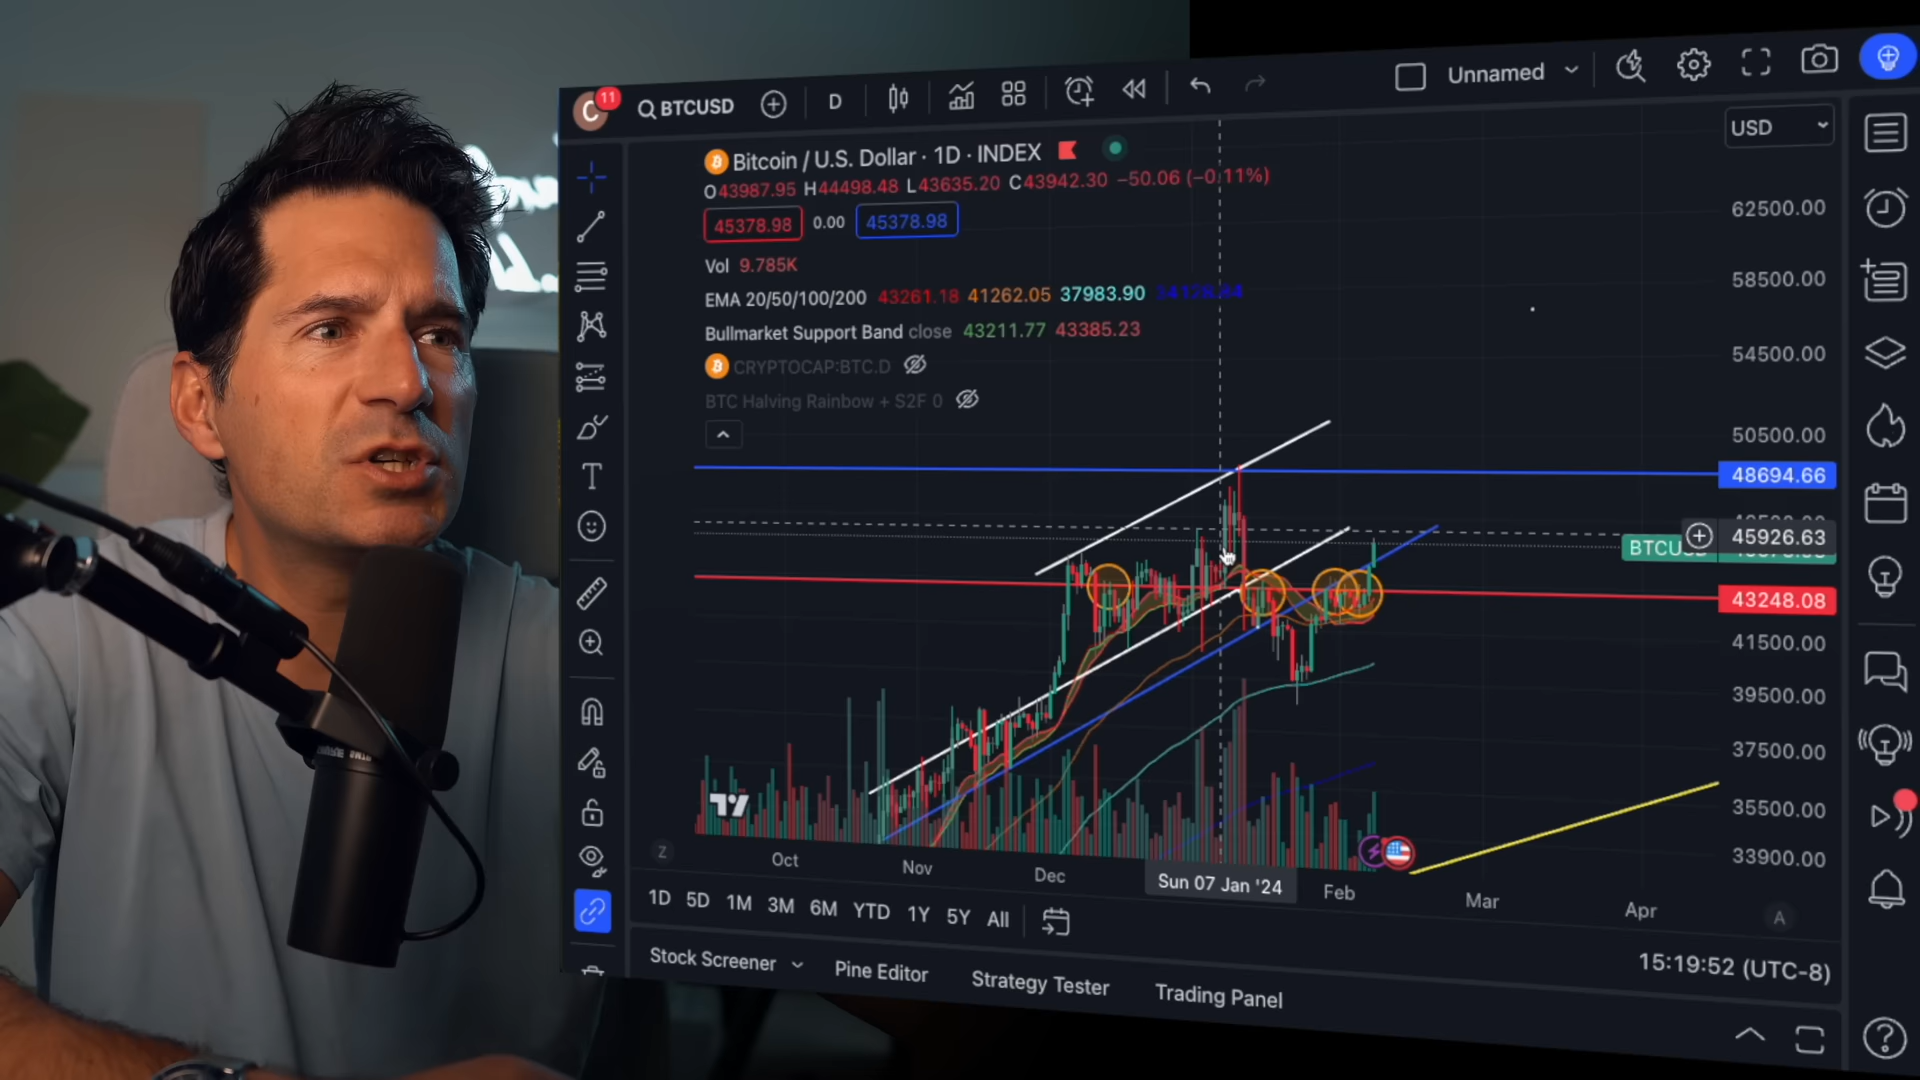 C 11 BTCUSD D Unnamed
USD
Bitcoin / U.S. Dollar · 1D · INDEX
O43987.95 H44498.48 L43635.20 C43942.30 −50.06 (−0.11%)
45378.98 0.00 45378.98
Vol 9.785K
EMA 20/50/100/200 43261.18 41262.05 37983.90
Bullmarket Support Band close 43211.77 43385.23
CRYPTOCAP:BTC.D
BTC Halving Rainbow + S2F 0
62500.00
58500.00
54500.00
50500.00
48694.66
45926.63
BTCU
43248.08
41500.00
39500.00
37500.00
35500.00
33900.00
Z Oct Nov Dec Sun 07 Jan '24 Feb Mar Apr A
1D 5D 1M 3M 6M YTD 1Y 5Y All
15:19:52 (UTC-8)
Stock Screener Pine Editor Strategy Tester Trading Panel